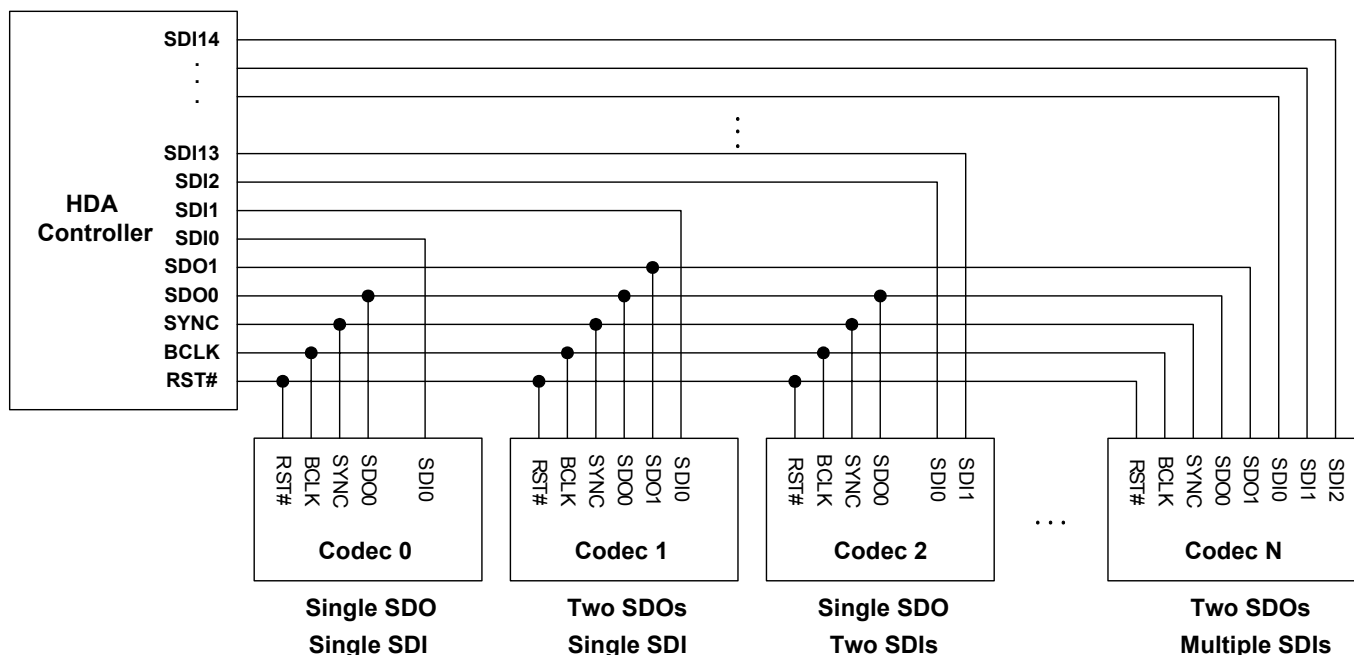 SDI14
.
.
.
SDI13
SDI2
SDI1
SDI0
SDO1
SDO0
SYNC
BCLK
RST#
HDA
Controller
. . .
RST#
BCLK
SYNC
SDO0
SDI0
Codec 0
Single SDO
Single SDI
RST#
BCLK
SYNC
SDO0
SDO1
SDI0
Codec 1
Two SDOs
Single SDI
RST#
BCLK
SYNC
SDO0
SDI0
SDI1
Codec 2
Single SDO
Two SDIs
. . .
RST#
BCLK
SYNC
SDO0
SDO1
SDI0
SDI1
SDI2
Codec N
Two SDOs
Multiple SDIs